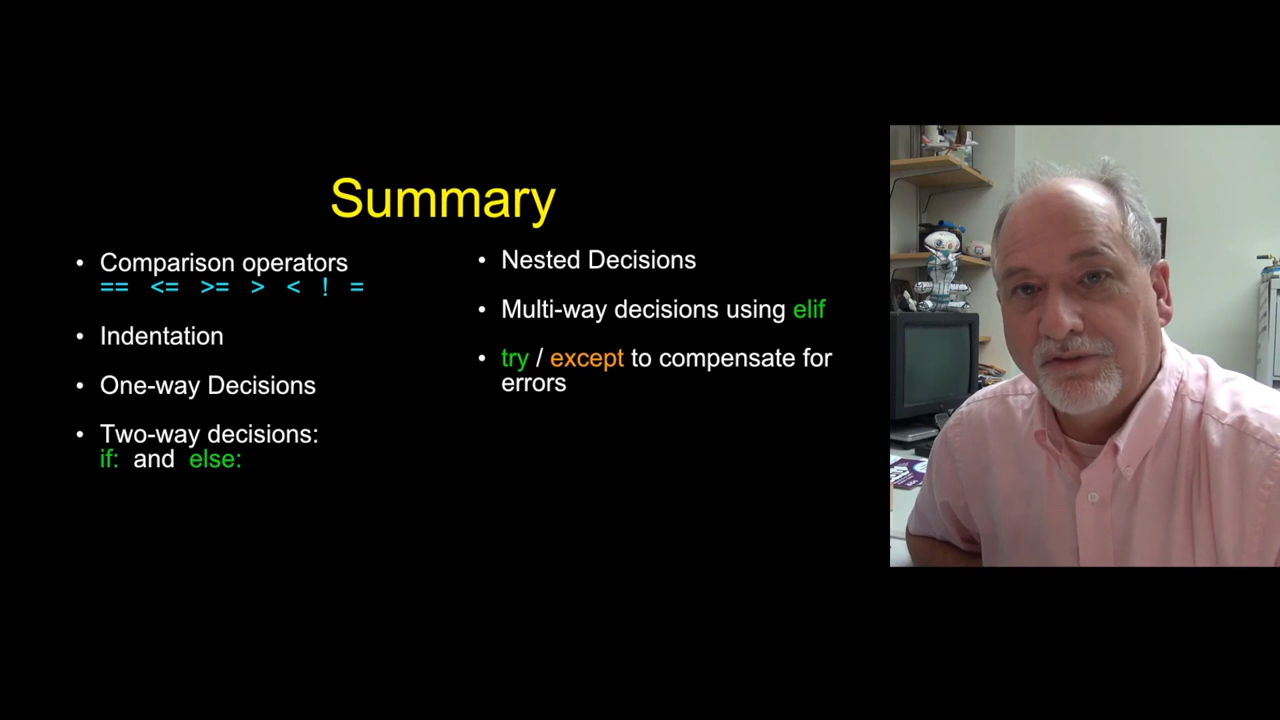 Summary
• Comparison operators
== <= >= > < ! =
• Indentation
• One-way Decisions
• Two-way decisions:
if: and else:
• Nested Decisions
• Multi-way decisions using elif
• try / except to compensate for
errors